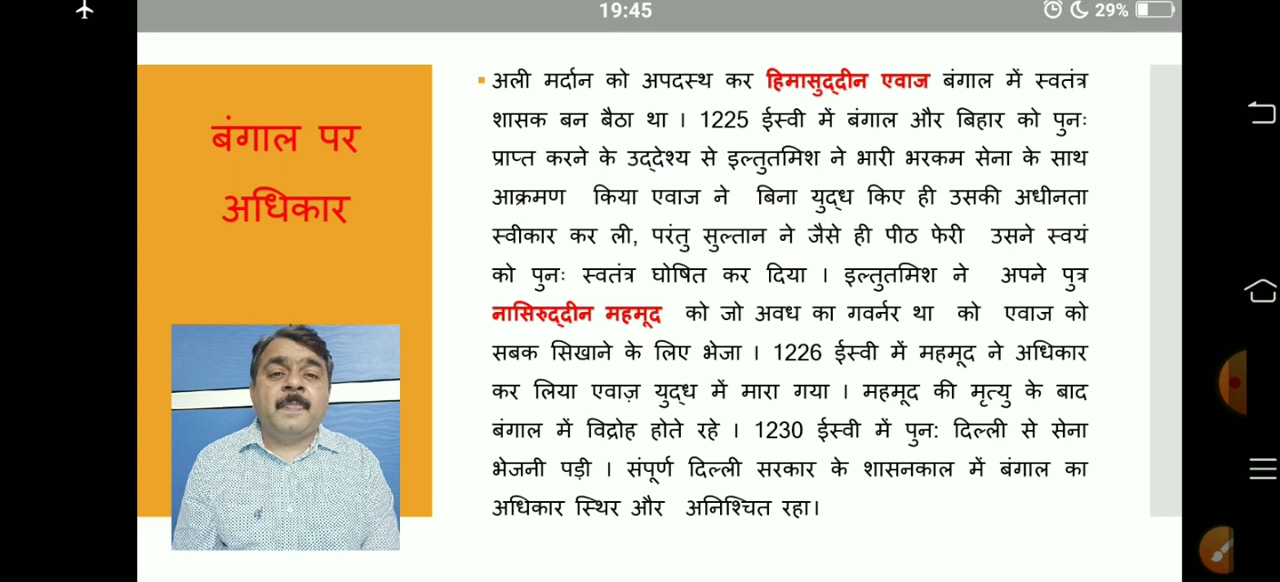 19:45
29%
बंगाल पर
अधिकार
▪ अली मर्दान को अपदस्थ कर हिमासुद्दीन एवाज बंगाल में स्वतंत्र
शासक बन बैठा था । 1225 ईस्वी में बंगाल और बिहार को पुनः
प्राप्त करने के उद्देश्य से इल्तुतमिश ने भारी भरकम सेना के साथ
आक्रमण किया एवाज ने बिना युद्ध किए ही उसकी अधीनता
स्वीकार कर ली, परंतु सुल्तान ने जैसे ही पीठ फेरी उसने स्वयं
को पुनः स्वतंत्र घोषित कर दिया । इल्तुतमिश ने अपने पुत्र
नासिरुद्दीन महमूद को जो अवध का गवर्नर था को एवाज को
सबक सिखाने के लिए भेजा । 1226 ईस्वी में महमूद ने अधिकार
कर लिया एवाज़ युद्ध में मारा गया । महमूद की मृत्यु के बाद
बंगाल में विद्रोह होते रहे । 1230 ईस्वी में पुन: दिल्ली से सेना
भेजनी पड़ी । संपूर्ण दिल्ली सरकार के शासनकाल में बंगाल का
अधिकार स्थिर और अनिश्चित रहा।